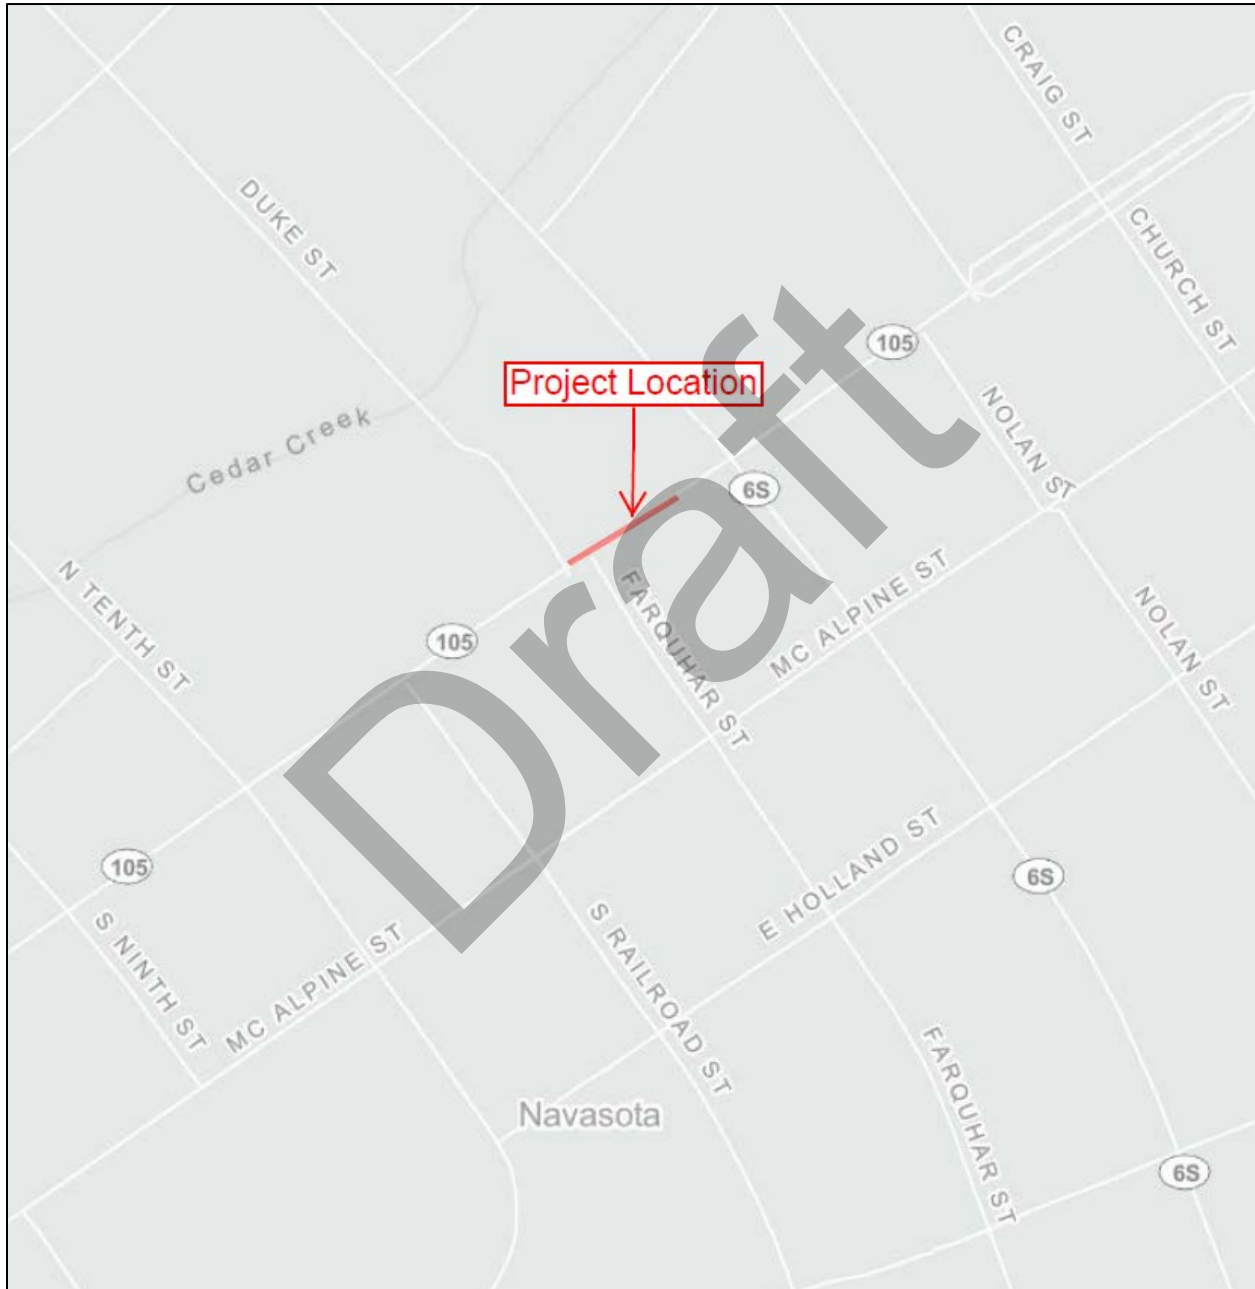 CRAIG ST
DUKE ST
CHURCH ST
105
Project Location
Cedar Creek
NOLAN ST
6S
N TENTH ST
FARQUHAR ST
MC ALPINE ST
NOLAN ST
105
Draft
105
E HOLLAND ST
6S
S NINTH ST
MC ALPINE ST
S RAILROAD ST
FARQUHAR ST
Navasota
6S